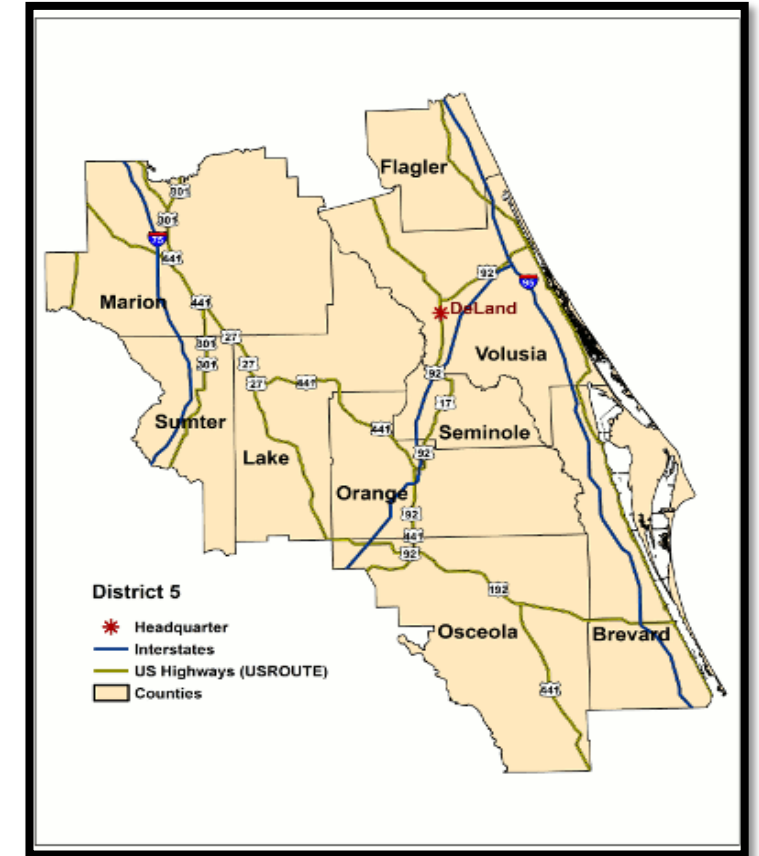 Flagler
301
301
75
441
92
95
Marion
441
DeLand
27
301
Volusia
301
27
92
27
441
17
Sumter
441
Seminole
Lake
92
Orange
92
441
92
District 5
192
Headquarter
Osceola
Brevard
Interstates
US Highways (USROUTE)
441
Counties